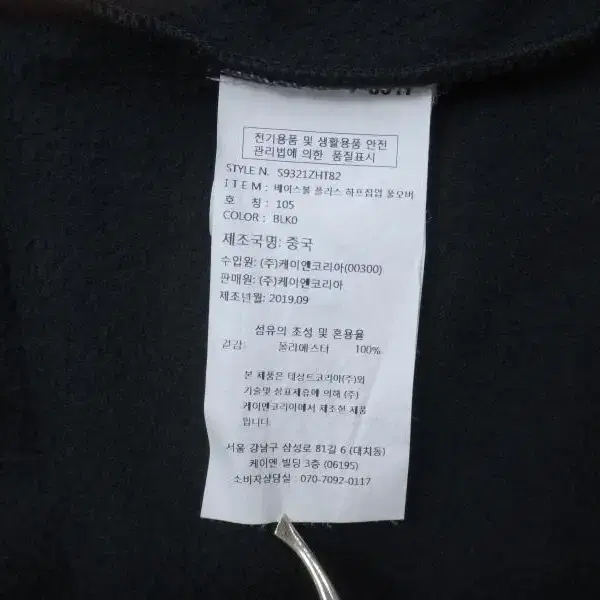 전기용품 및 생활용품 안전
관리법에 의한 품질표시
STYLE N. S9321ZHT82
ITEM : 베이스볼 플리스 하프집업 풀오버
호 칭 : 105
COLOR : BLK0
제조국명: 중국
수입원: (주)케이엔코리아(00300)
판매원: (주)케이엔코리아
제조년월: 2019.09
섬유의 조성 및 혼용율
겉감: 폴리에스터 100%
본 제품은 데상트코리아(주)와
기술및 상표제휴에 의해 (주)
케이엔코리아에서 제조한 제품
입니다.
서울 강남구 삼성로 81길 6 (대치동)
케이엔 빌딩 3층 (06195)
소비자상담실 : 070-7092-0117